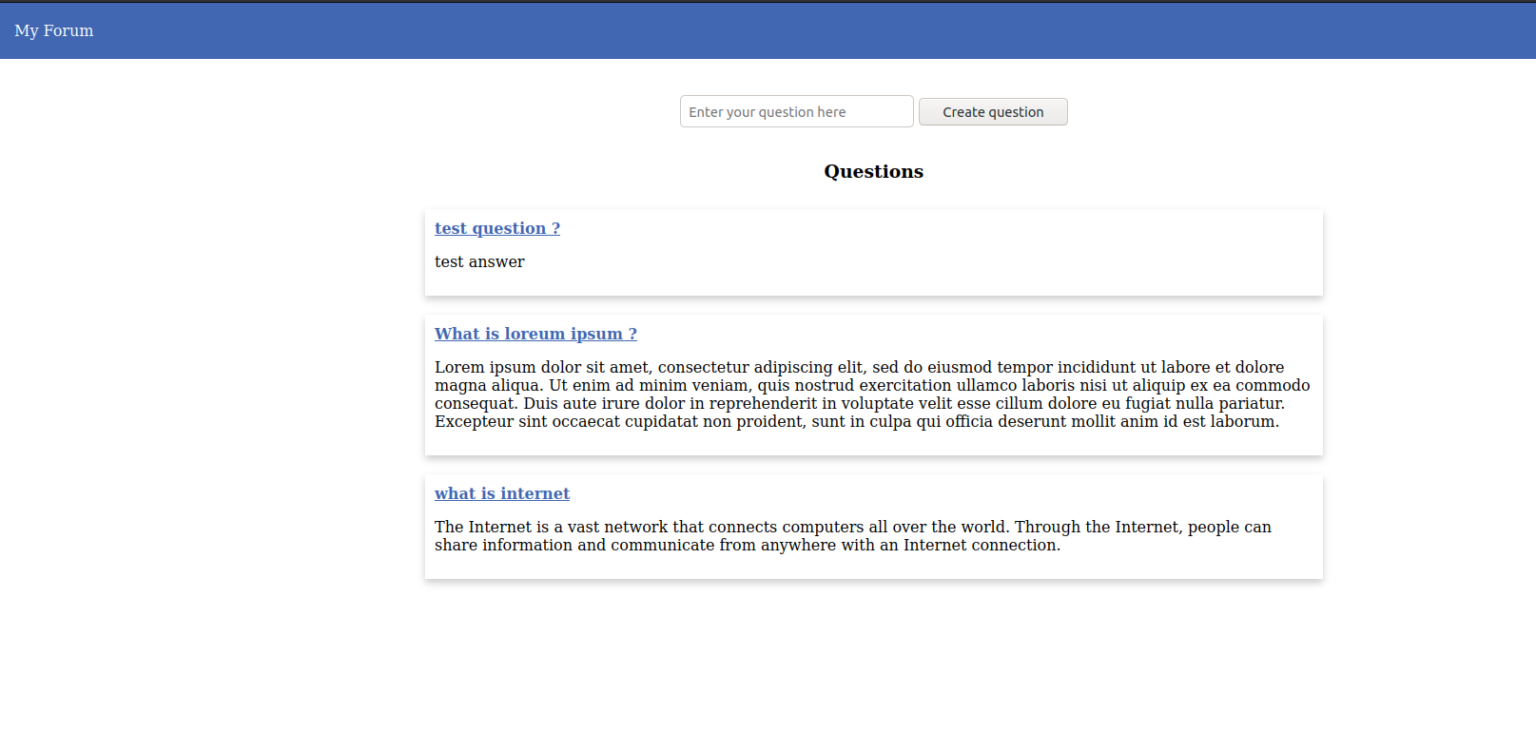 My Forum
Enter your question here
Create question
Questions
test question ?
test answer
What is loreum ipsum ?
Lorem ipsum dolor sit amet, consectetur adipiscing elit, sed do eiusmod tempor incididunt ut labore et dolore
magna aliqua. Ut enim ad minim veniam, quis nostrud exercitation ullamco laboris nisi ut aliquip ex ea commodo
consequat. Duis aute irure dolor in reprehenderit in voluptate velit esse cillum dolore eu fugiat nulla pariatur.
Excepteur sint occaecat cupidatat non proident, sunt in culpa qui officia deserunt mollit anim id est laborum.
what is internet
The Internet is a vast network that connects computers all over the world. Through the Internet, people can
share information and communicate from anywhere with an Internet connection.